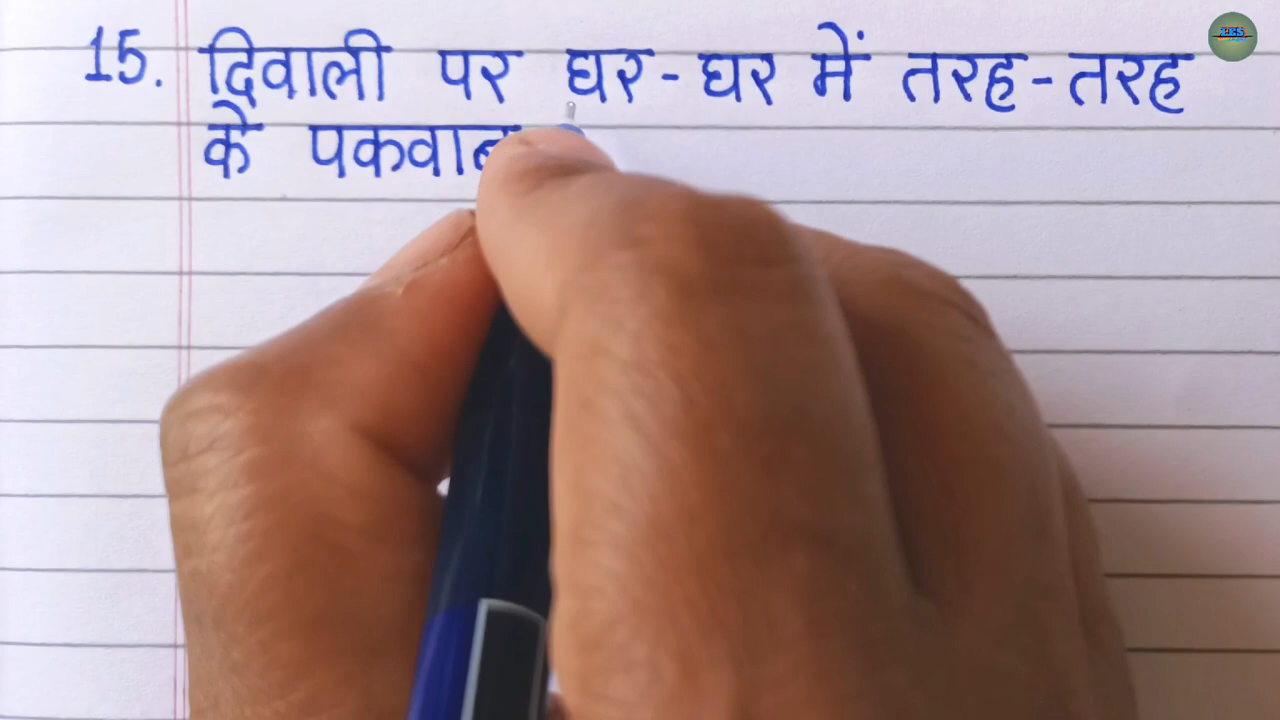 15. दिवाली पर घर-घर में तरह-तरह
के पकवान